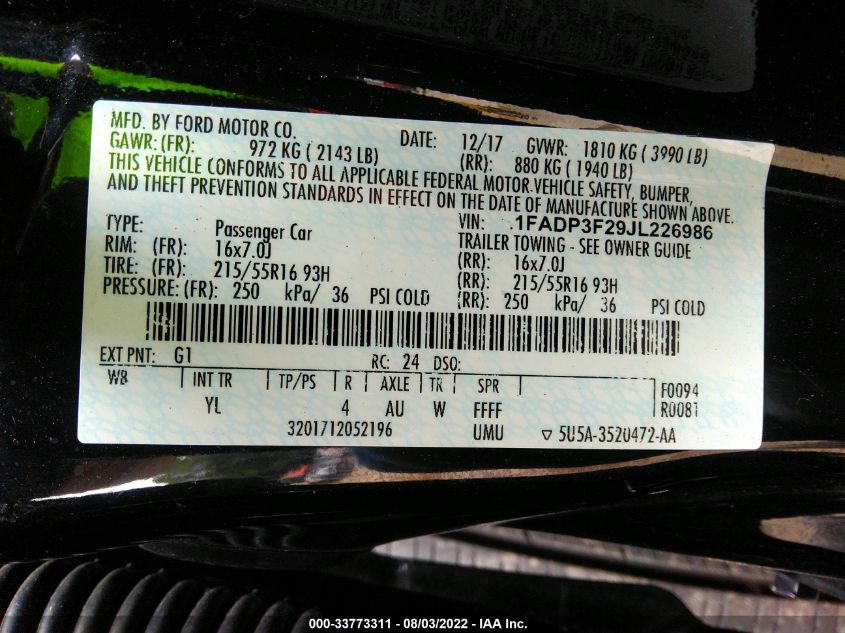 MFD. BY FORD MOTOR CO. DATE: 12/17 GVWR: 1810 KG ( 3990 LB)
GAWR: (FR): 972 KG ( 2143 LB) (RR): 880 KG ( 1940 LB)
THIS VEHICLE CONFORMS TO ALL APPLICABLE FEDERAL MOTOR VEHICLE SAFETY, BUMPER,
AND THEFT PREVENTION STANDARDS IN EFFECT ON THE DATE OF MANUFACTURE SHOWN ABOVE.
VIN: 1FADP3F29JL226986
TYPE: Passenger Car TRAILER TOWING - SEE OWNER GUIDE
RIM: (FR): 16x7.0J (RR): 16x7.0J
TIRE: (FR): 215/55R16 93H (RR): 215/55R16 93H
PRESSURE: (FR): 250 kPa/ 36 PSI COLD (RR): 250 kPa/ 36 PSI COLD
EXT PNT: G1 RC: 24 DSO:
WB INT TR TP/PS R AXLE TR SPR F0094
YL 4 AU W FFFF R0081
3201712052196 UMU ▽ 5U5A-3520472-AA
000-33773311 - 08/03/2022 - IAA Inc.